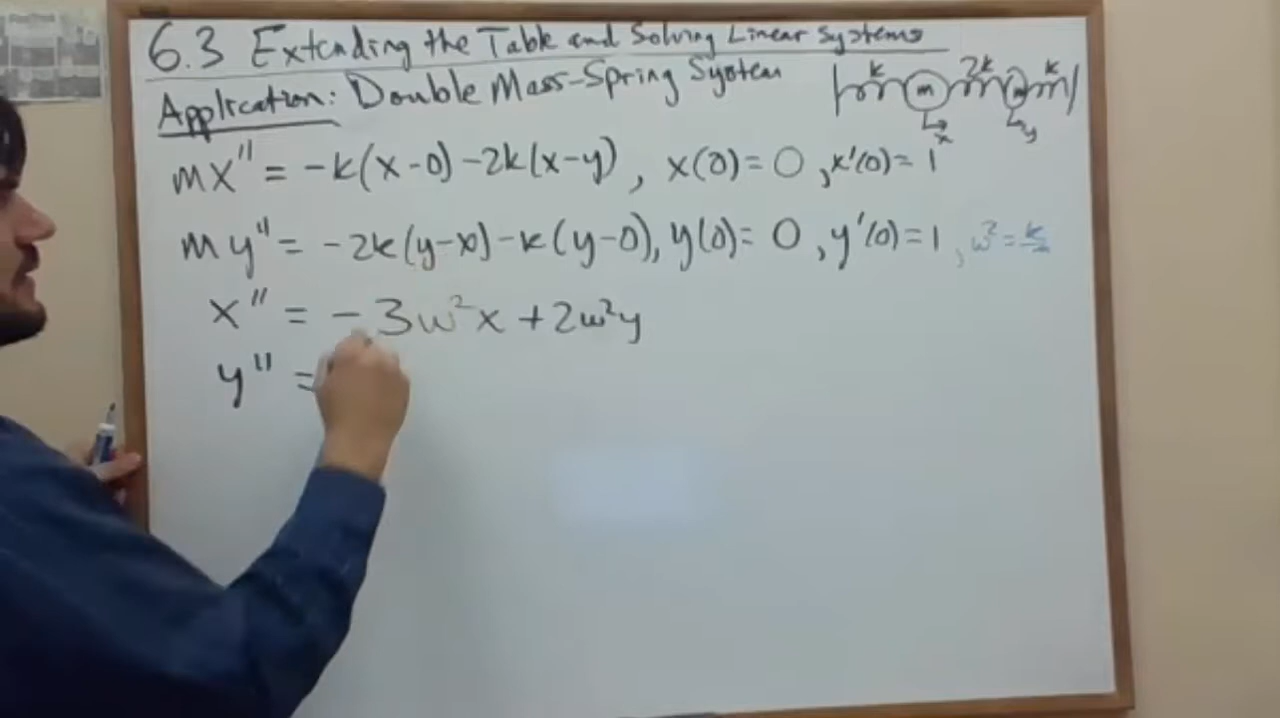 6.3 Extending the Table and Solving Linear Systems
Application: Double Mass-Spring System
k m 2k m k
x y
mx'' = -k(x-0) -2k(x-y), x(0)= 0, x'(0)= 1
my'' = -2k(y-x) -k(y-0), y(0)= 0, y'(0)= 1, ω² = k/m
x'' = -3ω²x + 2ω²y
y'' =